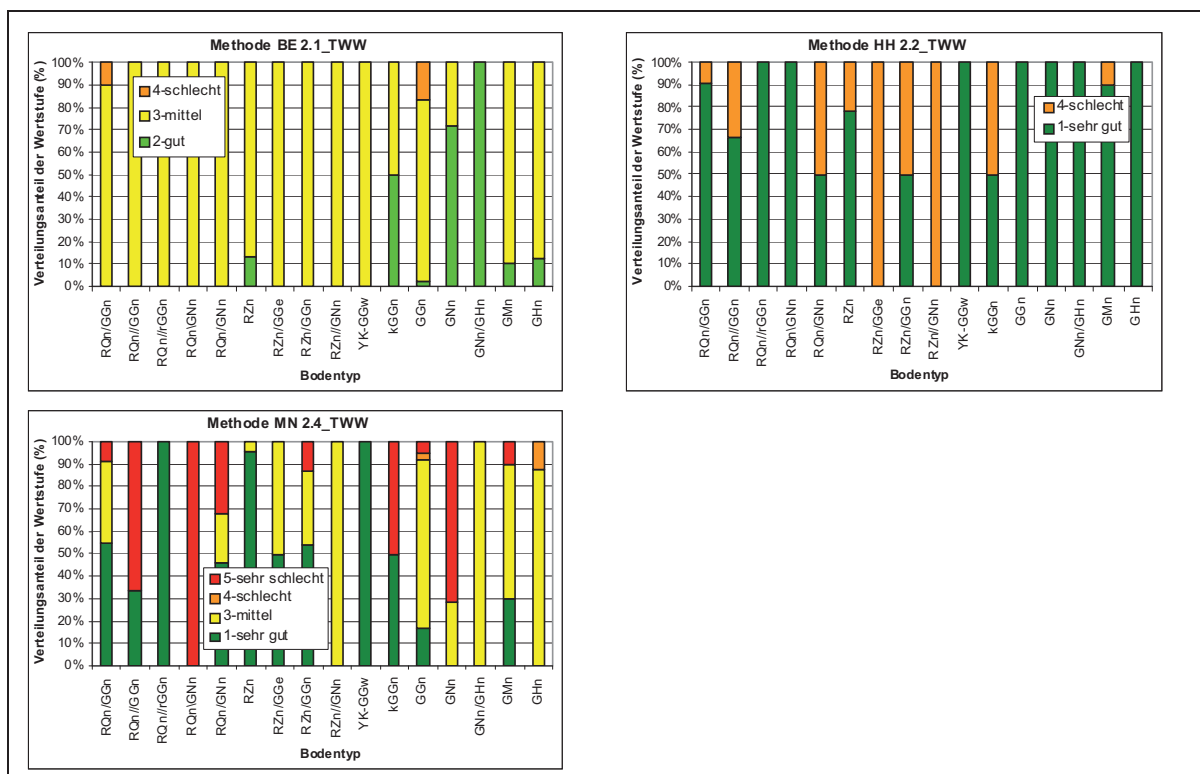 Methode BE 2.1_TWW
Verteilungsanteil der Wertstufe (%)
100%
90%
80%
70%
60%
50%
40%
30%
20%
10%
0%
4-schlecht
3-mittel
2-gut
RQn/GGn
RQn//GGn
RQn//rGGn
RQn\GNn
RQn/GNn
RZn
RZn/GGe
RZn/GGn
RZn//GNn
YK-GGw
kGGn
GGn
GNn
GNn/GHn
GMn
GHn
Bodentyp
Methode HH 2.2_TWW
Verteilungsanteil der Wertstufe (%)
100%
90%
80%
70%
60%
50%
40%
30%
20%
10%
0%
4-schlecht
1-sehr gut
RQn/GGn
RQn//GGn
RQn//rGGn
RQn\GNn
RQn/GNn
RZn
RZn/GGe
RZn/GGn
RZn//GNn
YK-GGw
kGGn
GGn
GNn
GNn/GHn
GMn
GHn
Bodentyp
Methode MN 2.4_TWW
Verteilungsanteil der Wertstufe (%)
100%
90%
80%
70%
60%
50%
40%
30%
20%
10%
0%
5-sehr schlecht
4-schlecht
3-mittel
1-sehr gut
RQn/GGn
RQn//GGn
RQn//rGGn
RQn\GNn
RQn/GNn
RZn
RZn/GGe
RZn/GGn
RZn//GNn
YK-GGw
kGGn
GGn
GNn
GNn/GHn
GMn
GHn
Bodentyp